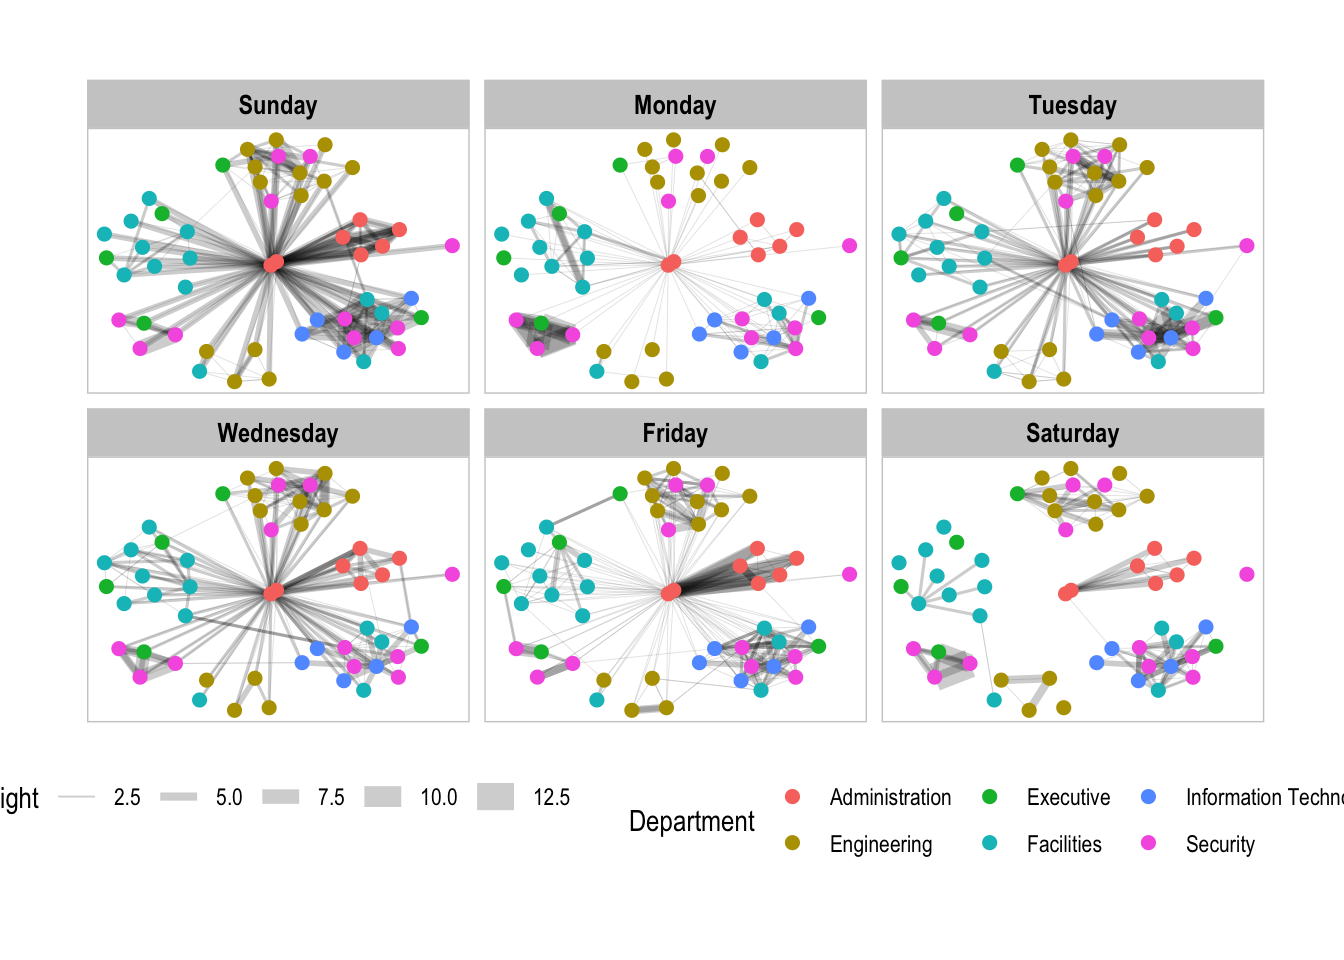 Sunday Monday Tuesday
Wednesday Friday Saturday
ight 2.5 5.0 7.5 10.0 12.5
Department
Administration Executive Information Techn
Engineering Facilities Security